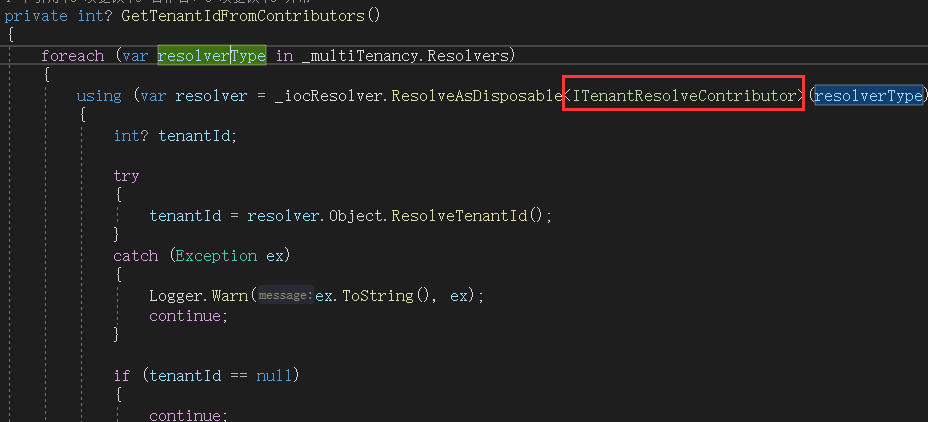 private int? GetTenantIdFromContributors()
{
foreach (var resolverType in _multiTenancy.Resolvers)
{
using (var resolver = _iocResolver.ResolveAsDisposable<ITenantResolveContributor>(resolverType)
{
int? tenantId;
try
{
tenantId = resolver.Object.ResolveTenantId();
}
catch (Exception ex)
{
Logger.Warn(message:ex.ToString(), ex);
continue;
}
if (tenantId == null)
{
continue;